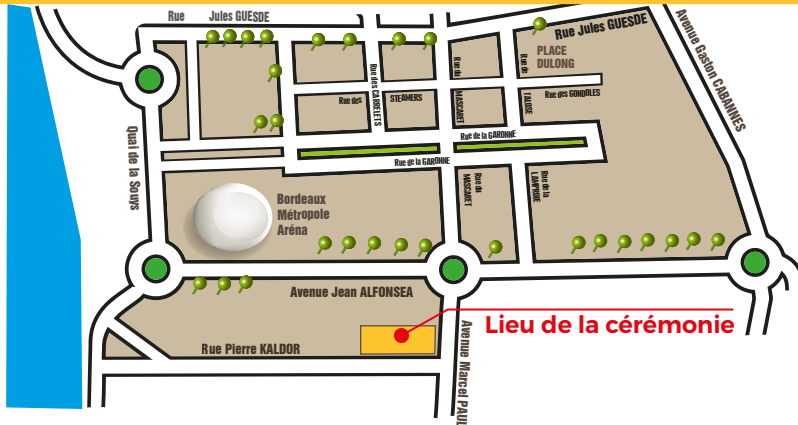 Rue Jules GUESDE
Rue Jules GUESDE
Avenue Gaston CABANNES
PLACE
DULONG
Rue des CARRELETS
Rue du
MASCARET
Rue de
l'ALOSE
Rue des STEAMERS
Rue des GONDOLES
Quai de la Souys
Rue de la GARONNE
Rue de la GARONNE
Rue du
MASCARET
Rue de la
LAMPROIE
Bordeaux
Métropole
Aréna
Avenue Jean ALFONSEA
Lieu de la cérémonie
Rue Pierre KALDOR
Avenue Marcel PAUL